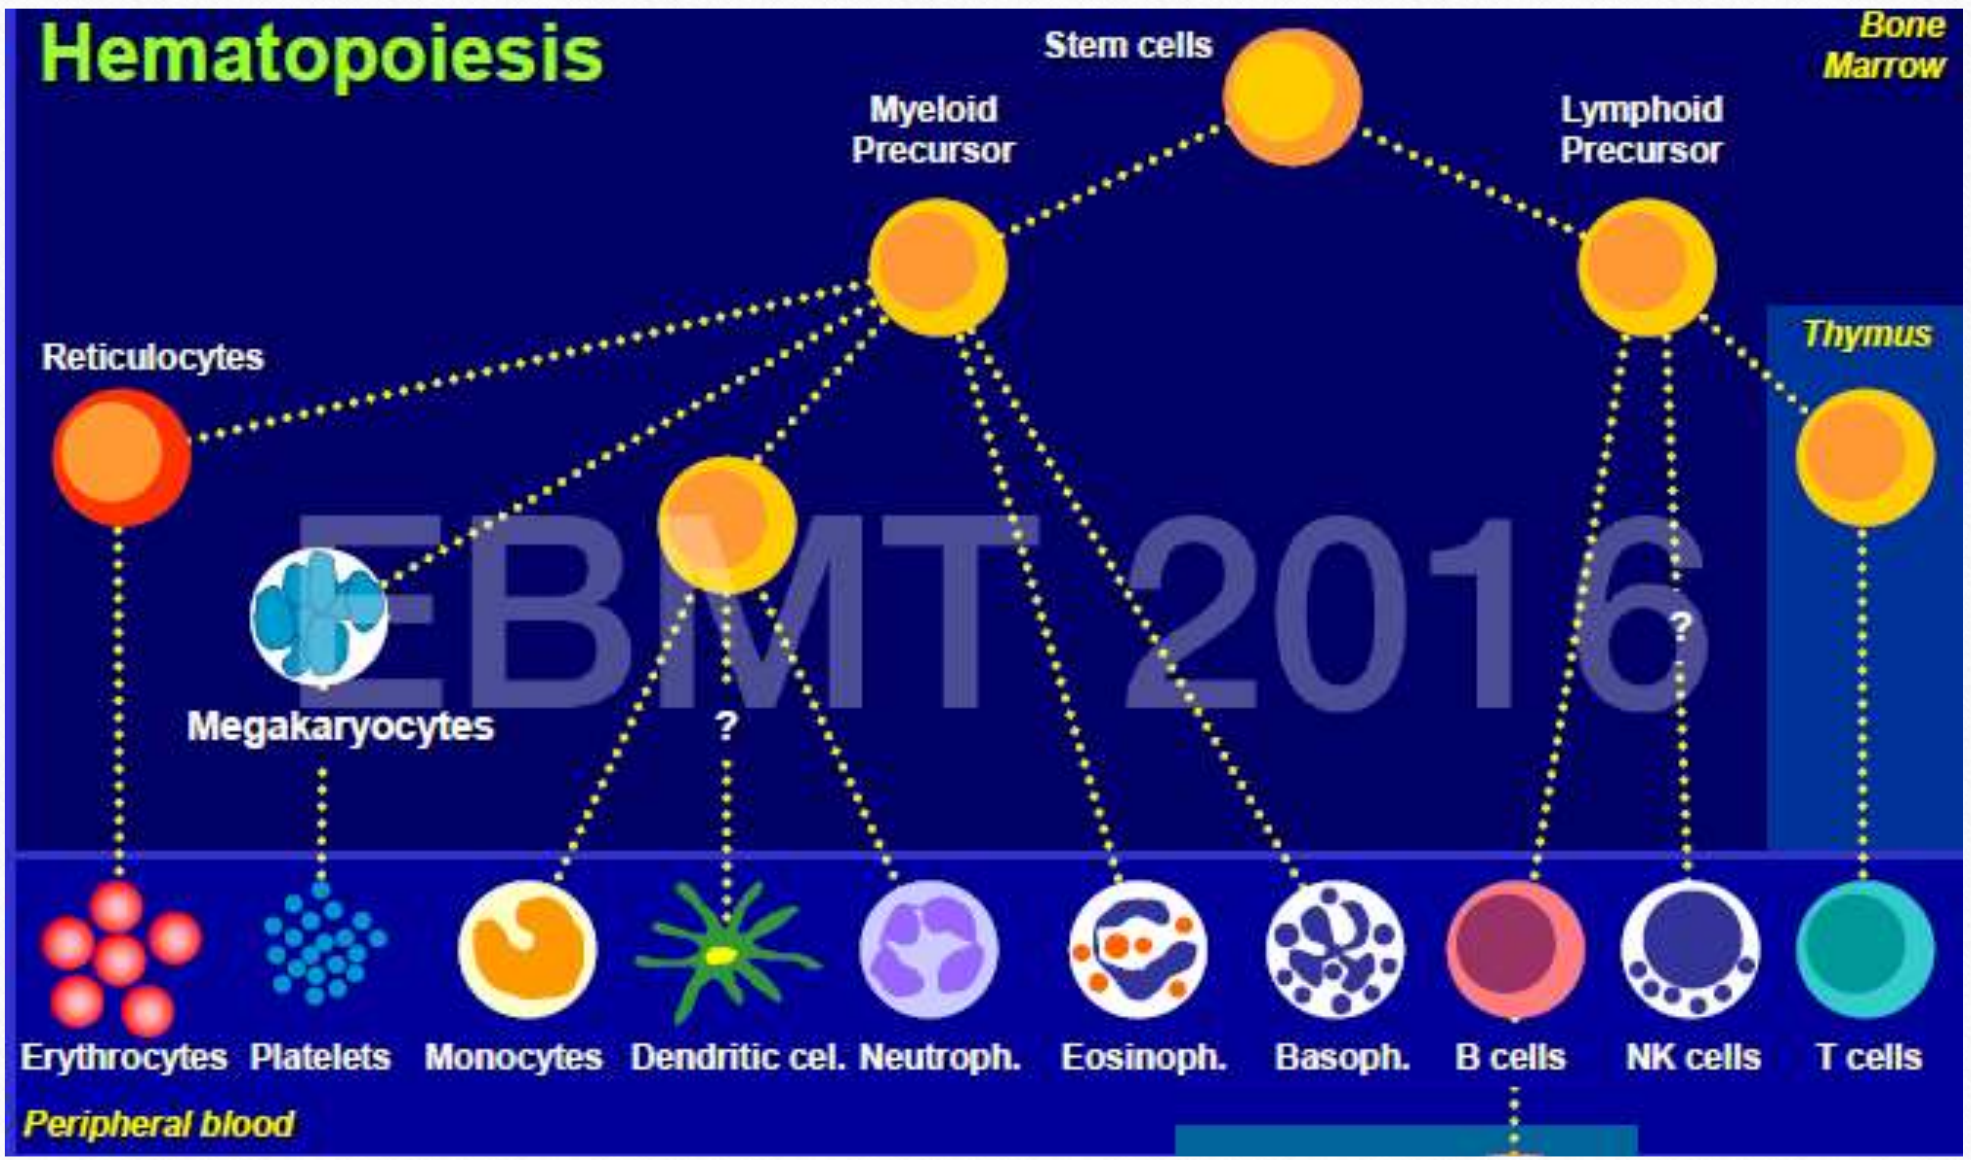 Hematopoiesis
Stem cells
Bone
Marrow
Myeloid
Precursor
Lymphoid
Precursor
Thymus
Reticulocytes
EBMT 2016
?
Megakaryocytes
?
Erythrocytes
Platelets
Monocytes
Dendritic cel.
Neutroph.
Eosinoph.
Basoph.
B cells
NK cells
T cells
Peripheral blood